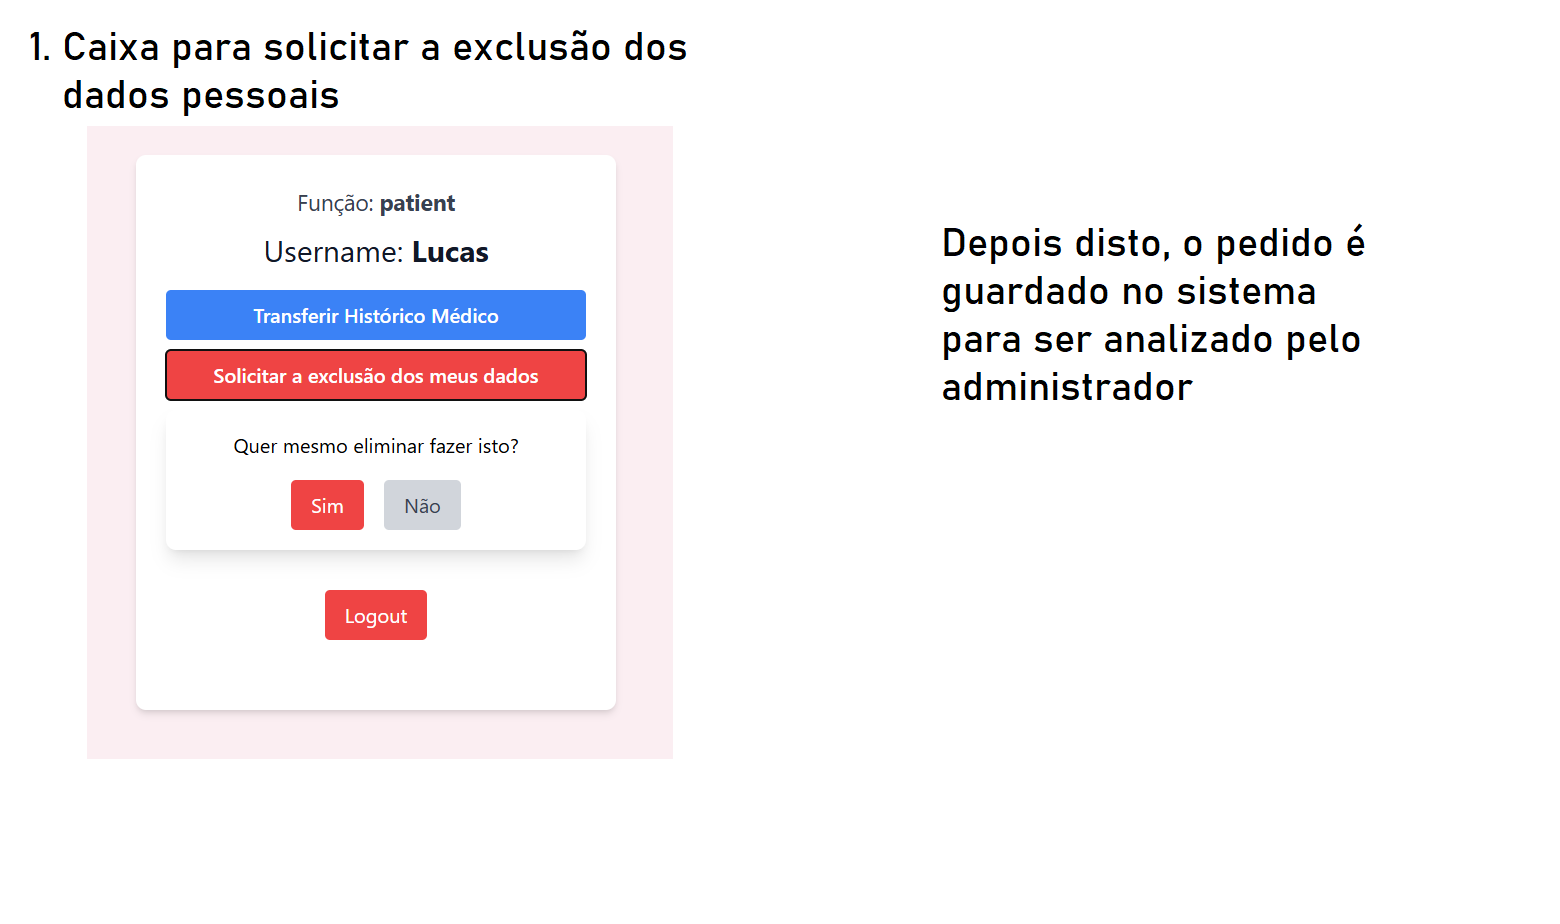 1. Caixa para solicitar a exclusão dos
dados pessoais
Função: patient
Username: Lucas
Transferir Histórico Médico
Solicitar a exclusão dos meus dados
Quer mesmo eliminar fazer isto?
Sim Não
Logout
Depois disto, o pedido é
guardado no sistema
para ser analizado pelo
administrador